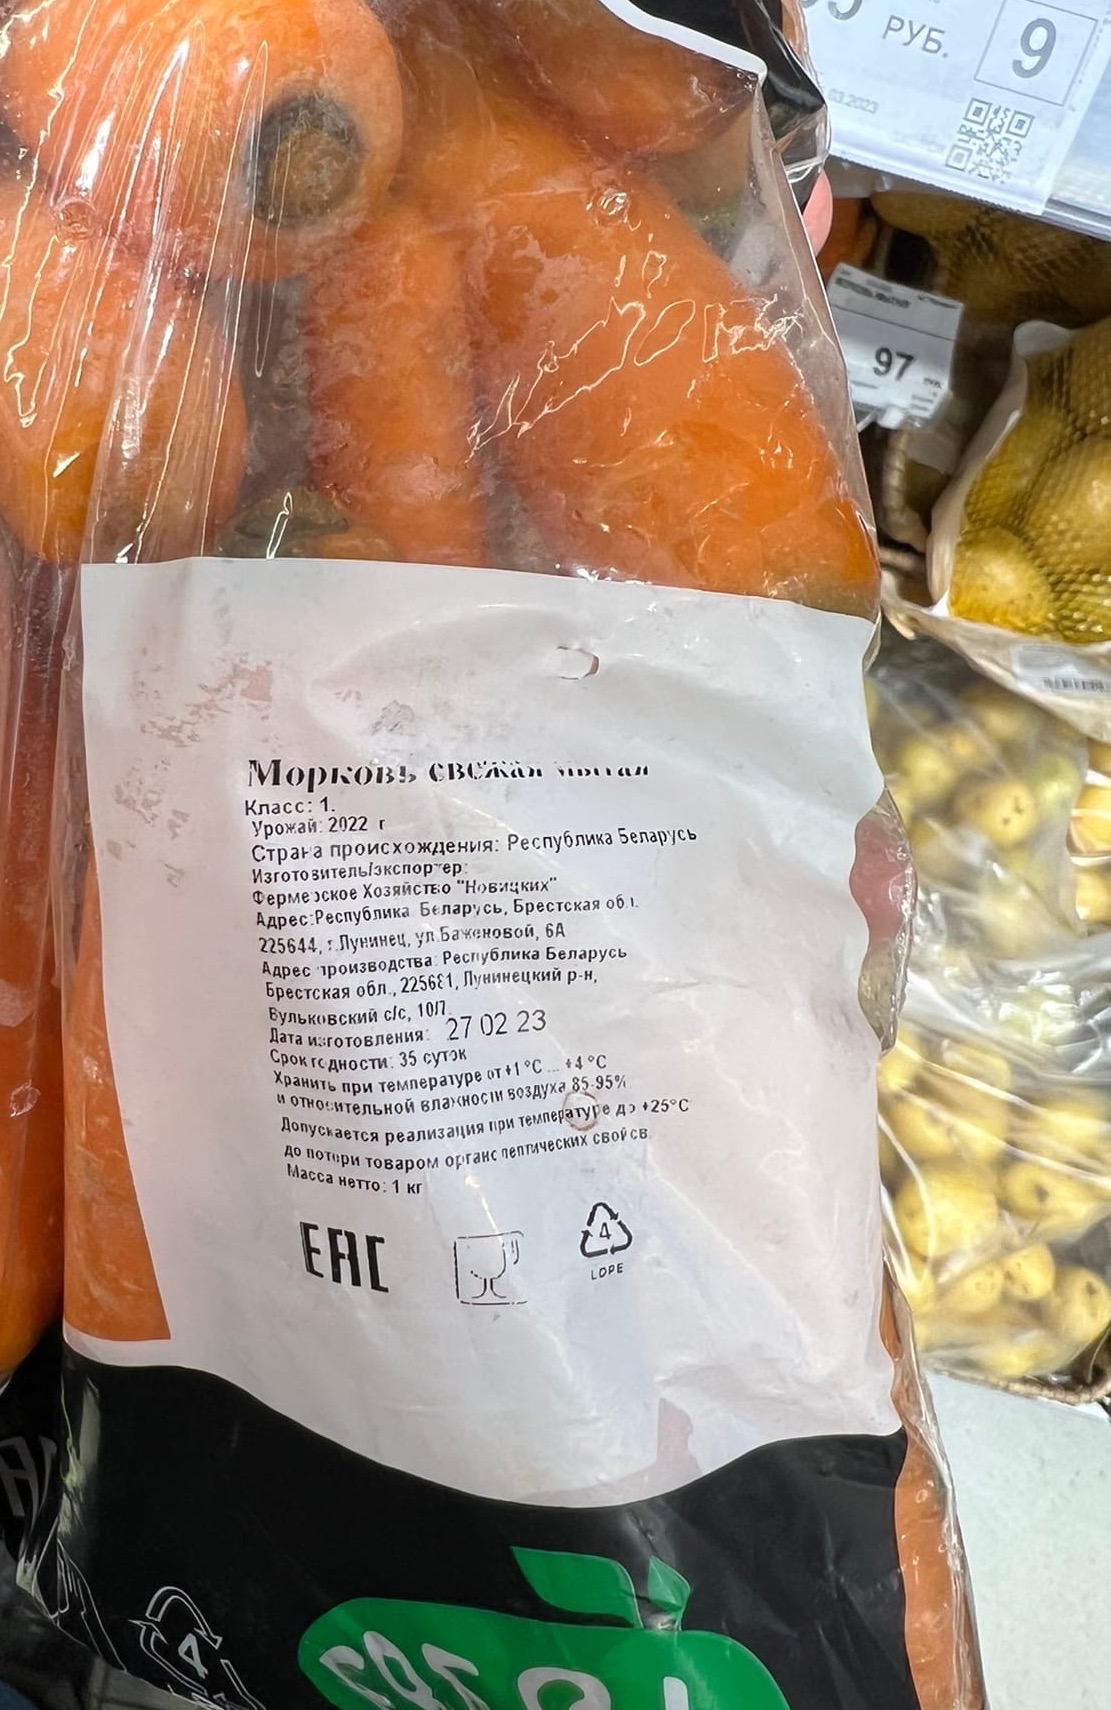 РУБ.
9
03.2023
97
Морковь свежая мытая
Класс: 1.
Урожай: 2022 г
Страна происхождения: Республика Беларусь
Изготовитель/экспортер:
Фермерское Хозяйство "Новицких"
Адрес:Республика Беларусь, Брестская обл.
225644, г.Лунинец, ул.Баженовой, 6А
Адрес производства: Республика Беларусь
Брестская обл., 225681, Лунинецкий р-н,
Вульковский с/с, 10/7.
Дата изготовления: 27 02 23
Срок годности: 35 суток
Хранить при температуре от +1 °С ... +4 °С
и относительной влажности воздуха 85-95%
Допускается реализация при температуре до +25°С
до потери товаром органолептических свойств
Масса нетто: 1 кг
ЕАС
4
LDPE
4